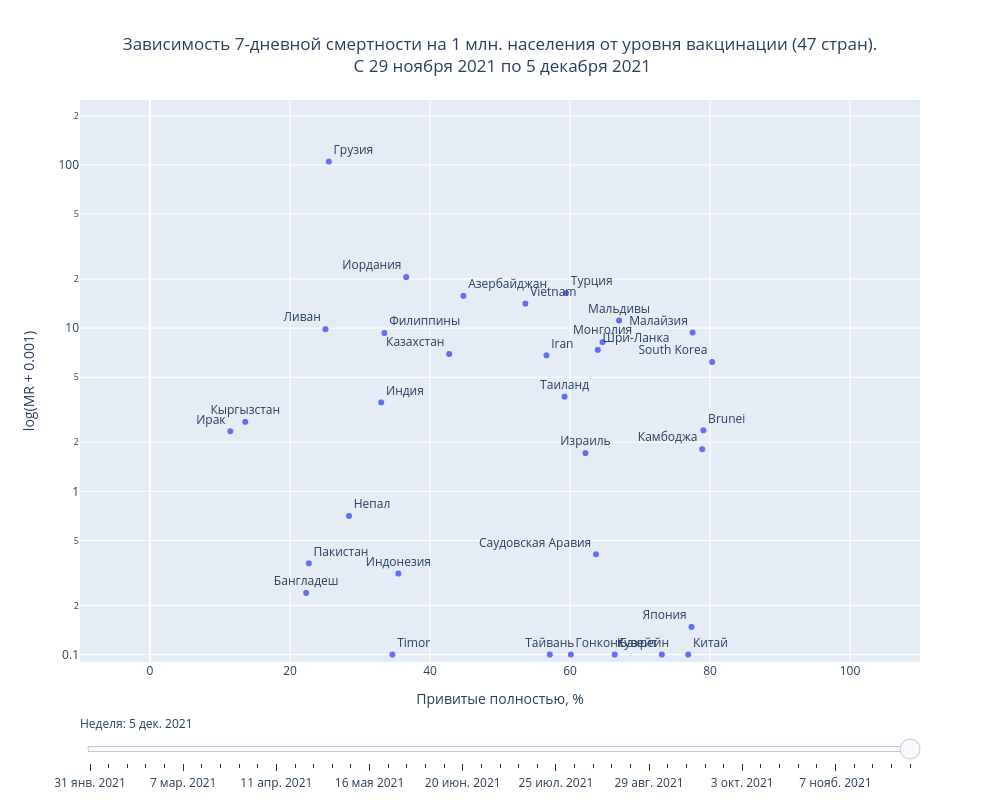 Зависимость 7-дневной смертности на 1 млн. населения от уровня вакцинации (47 стран).
С 29 ноября 2021 по 5 декабря 2021
2
100
5
2
10
5
2
1
5
2
0.1
log(MR + 0.001)
Грузия
Иордания
Азербайджан
Турция
Vietnam
Мальдивы
Ливан
Филиппины
Малайзия
Монголия
Шри-Ланка
Казахстан
Iran
South Korea
Таиланд
Индия
Кыргызстан
Ирак
Brunei
Камбоджа
Израиль
Непал
Саудовская Аравия
Пакистан
Индонезия
Бангладеш
Япония
Timor
Тайвань
Китай
0
20
40
60
80
100
Привитые полностью, %
Неделя: 5 дек. 2021
31 янв. 2021
7 мар. 2021
11 апр. 2021
16 мая 2021
20 июн. 2021
25 июл. 2021
29 авг. 2021
3 окт. 2021
7 нояб. 2021